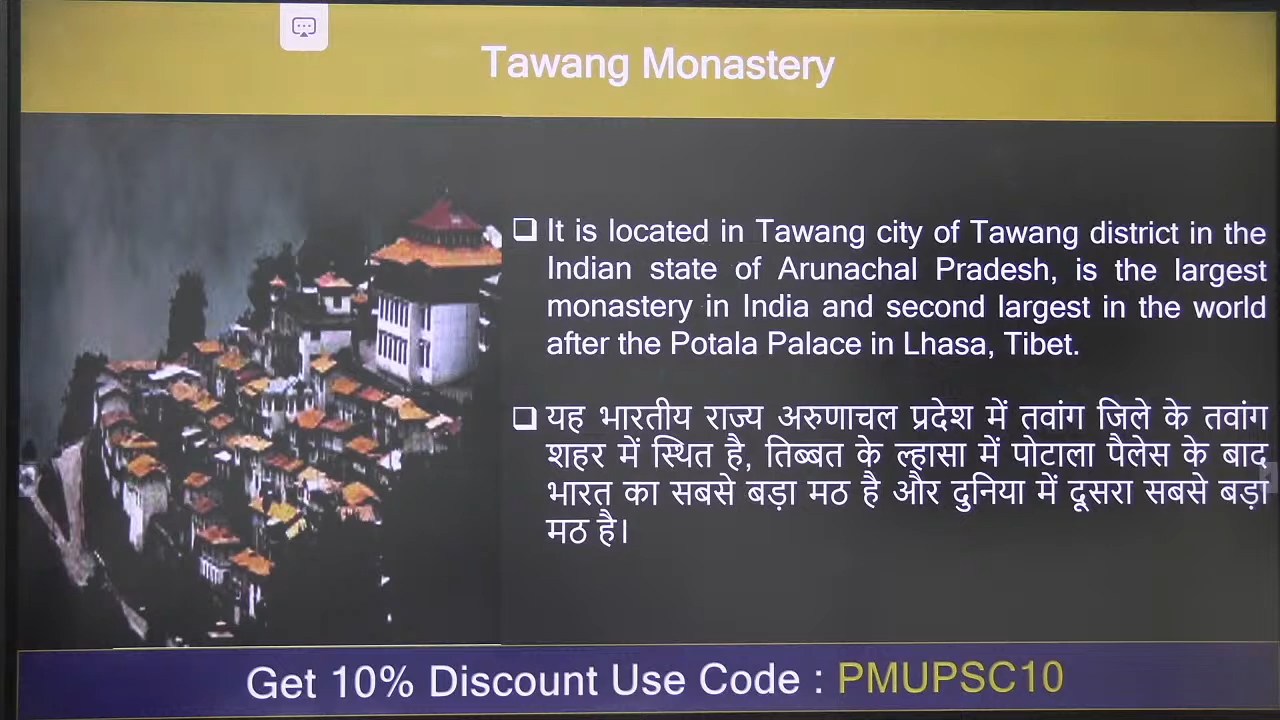 Tawang Monastery
It is located in Tawang city of Tawang district in the
Indian state of Arunachal Pradesh, is the largest
monastery in India and second largest in the world
after the Potala Palace in Lhasa, Tibet.
यह भारतीय राज्य अरुणाचल प्रदेश में तवांग जिले के तवांग
शहर में स्थित है, तिब्बत के ल्हासा में पोटाला पैलेस के बाद
भारत का सबसे बड़ा मठ है और दुनिया में दूसरा सबसे बड़ा
मठ है।
Get 10% Discount Use Code : PMUPSC10